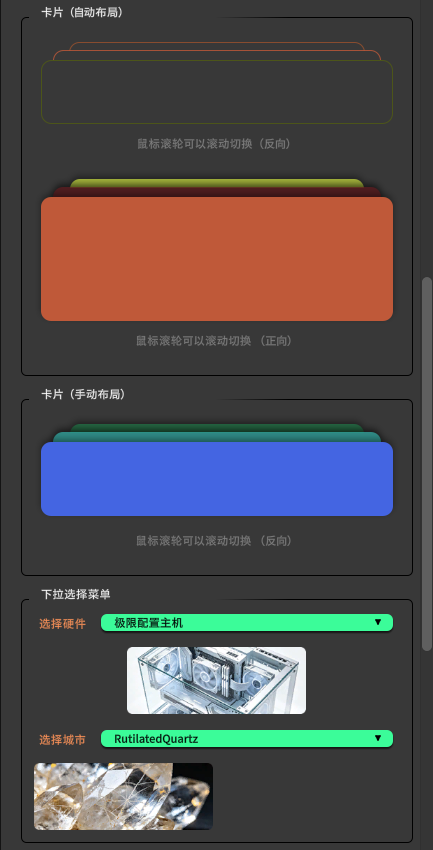 卡片（自动布局）
鼠标滚轮可以滚动切换（反向）
鼠标滚轮可以滚动切换 （正向）
卡片（手动布局）
鼠标滚轮可以滚动切换 （反向）
下拉选择菜单
选择硬件 极限配置主机 ▼
选择城市 RutilatedQuartz ▼